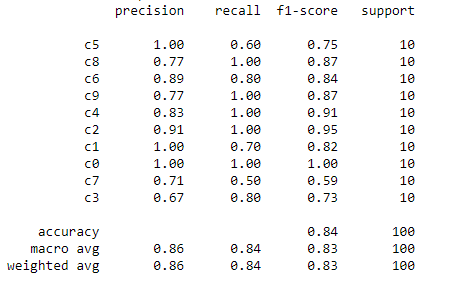 precision recall f1-score support
c5 1.00 0.60 0.75 10
c8 0.77 1.00 0.87 10
c6 0.89 0.80 0.84 10
c9 0.77 1.00 0.87 10
c4 0.83 1.00 0.91 10
c2 0.91 1.00 0.95 10
c1 1.00 0.70 0.82 10
c0 1.00 1.00 1.00 10
c7 0.71 0.50 0.59 10
c3 0.67 0.80 0.73 10
accuracy 0.84 100
macro avg 0.86 0.84 0.83 100
weighted avg 0.86 0.84 0.83 100